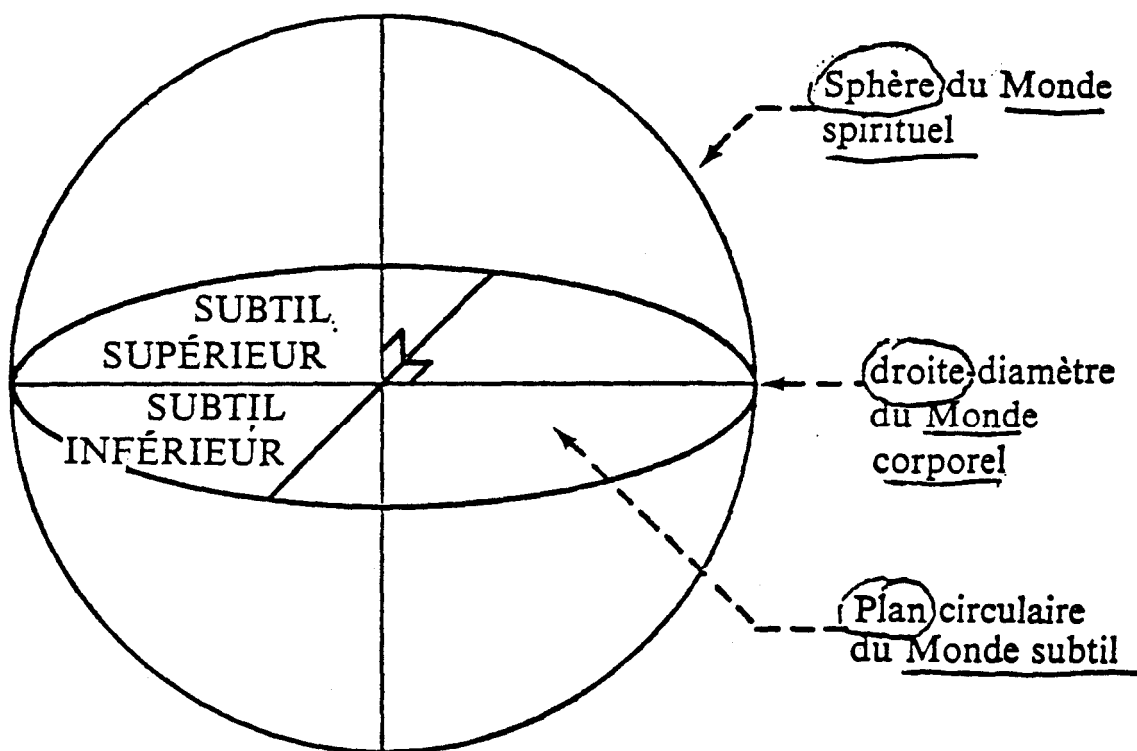 Sphère du Monde
spirituel
SUBTIL
SUPÉRIEUR
SUBTIL
INFÉRIEUR
droite-diamètre
du Monde
corporel
Plan circulaire
du Monde subtil